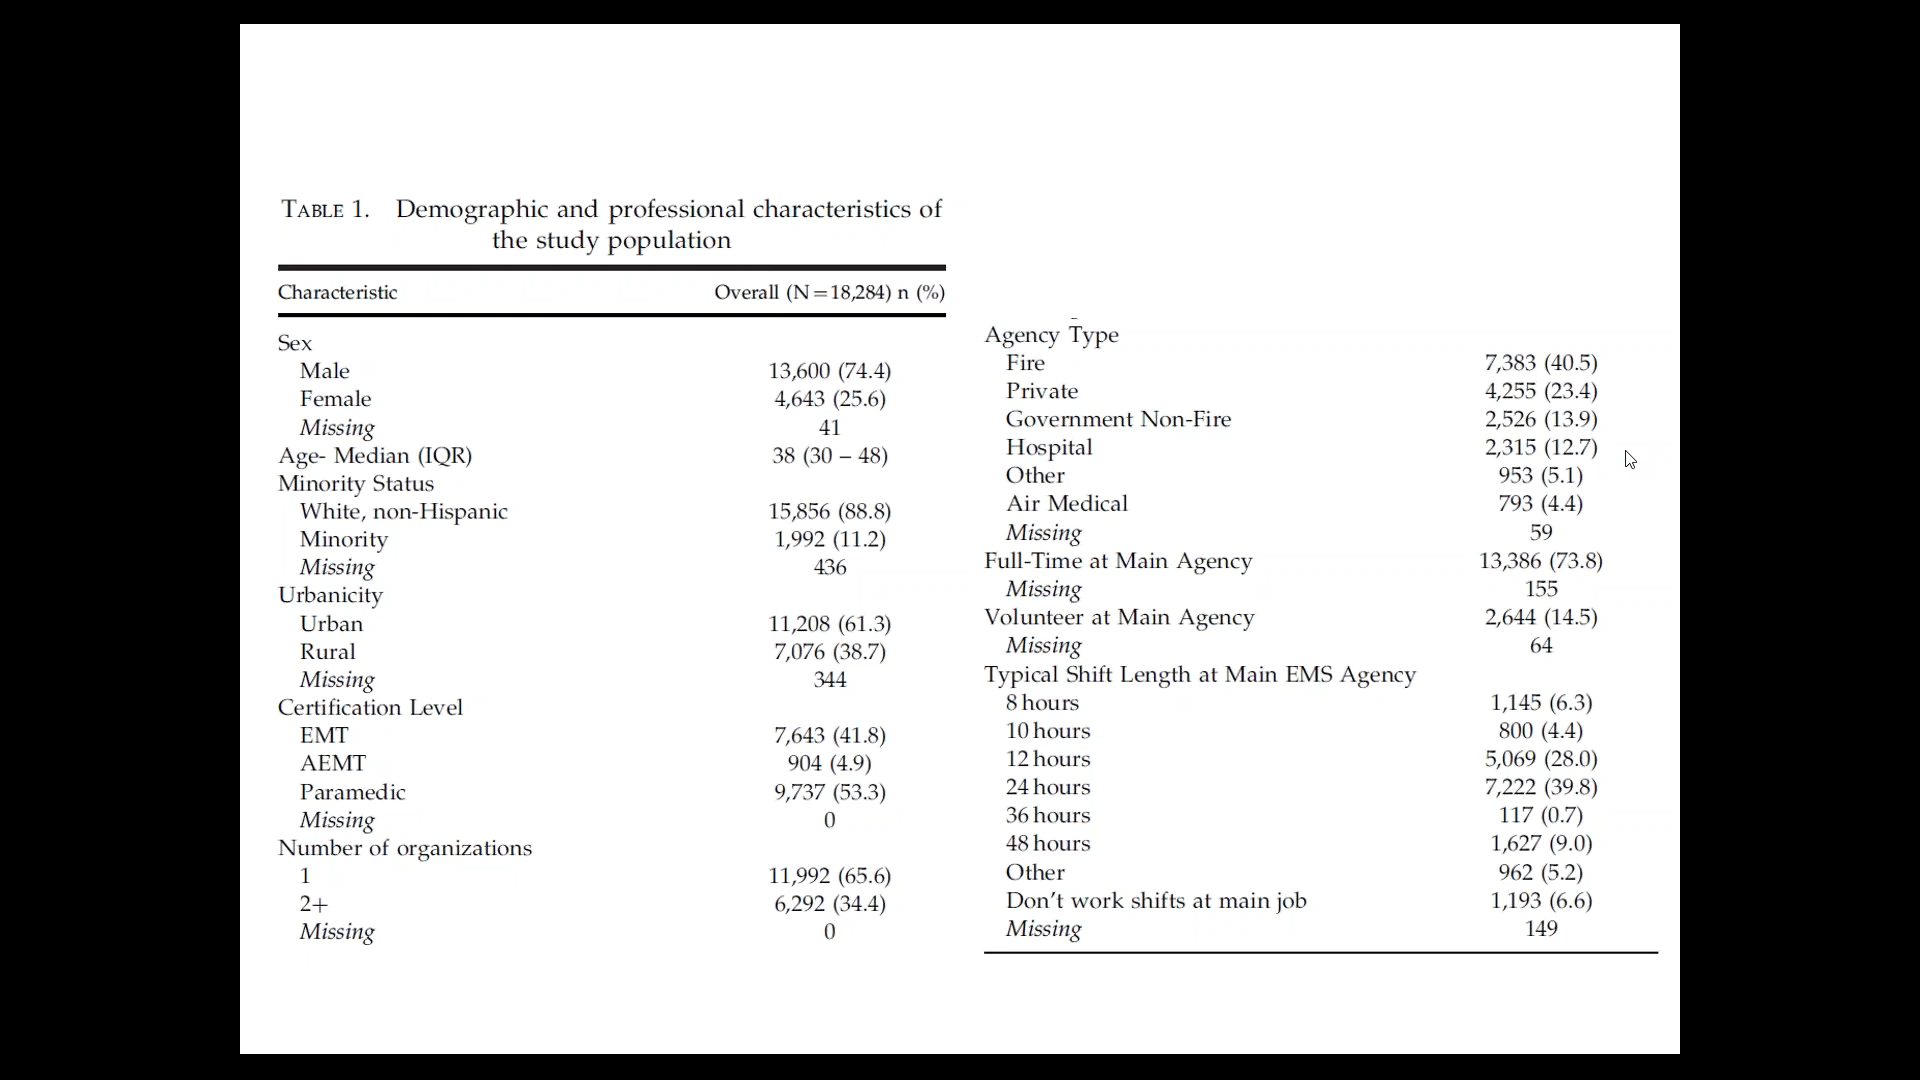 TABLE 1. Demographic and professional characteristics of
the study population
Characteristic Overall (N=18,284) n (%)
Sex
Male 13,600 (74.4)
Female 4,643 (25.6)
Missing 41
Age- Median (IQR) 38 (30 – 48)
Minority Status
White, non-Hispanic 15,856 (88.8)
Minority 1,992 (11.2)
Missing 436
Urbanicity
Urban 11,208 (61.3)
Rural 7,076 (38.7)
Missing 344
Certification Level
EMT 7,643 (41.8)
AEMT 904 (4.9)
Paramedic 9,737 (53.3)
Missing 0
Number of organizations
1 11,992 (65.6)
2+ 6,292 (34.4)
Missing 0
Agency Type
Fire 7,383 (40.5)
Private 4,255 (23.4)
Government Non-Fire 2,526 (13.9)
Hospital 2,315 (12.7)
Other 953 (5.1)
Air Medical 793 (4.4)
Missing 59
Full-Time at Main Agency 13,386 (73.8)
Missing 155
Volunteer at Main Agency 2,644 (14.5)
Missing 64
Typical Shift Length at Main EMS Agency
8 hours 1,145 (6.3)
10 hours 800 (4.4)
12 hours 5,069 (28.0)
24 hours 7,222 (39.8)
36 hours 117 (0.7)
48 hours 1,627 (9.0)
Other 962 (5.2)
Don't work shifts at main job 1,193 (6.6)
Missing 149